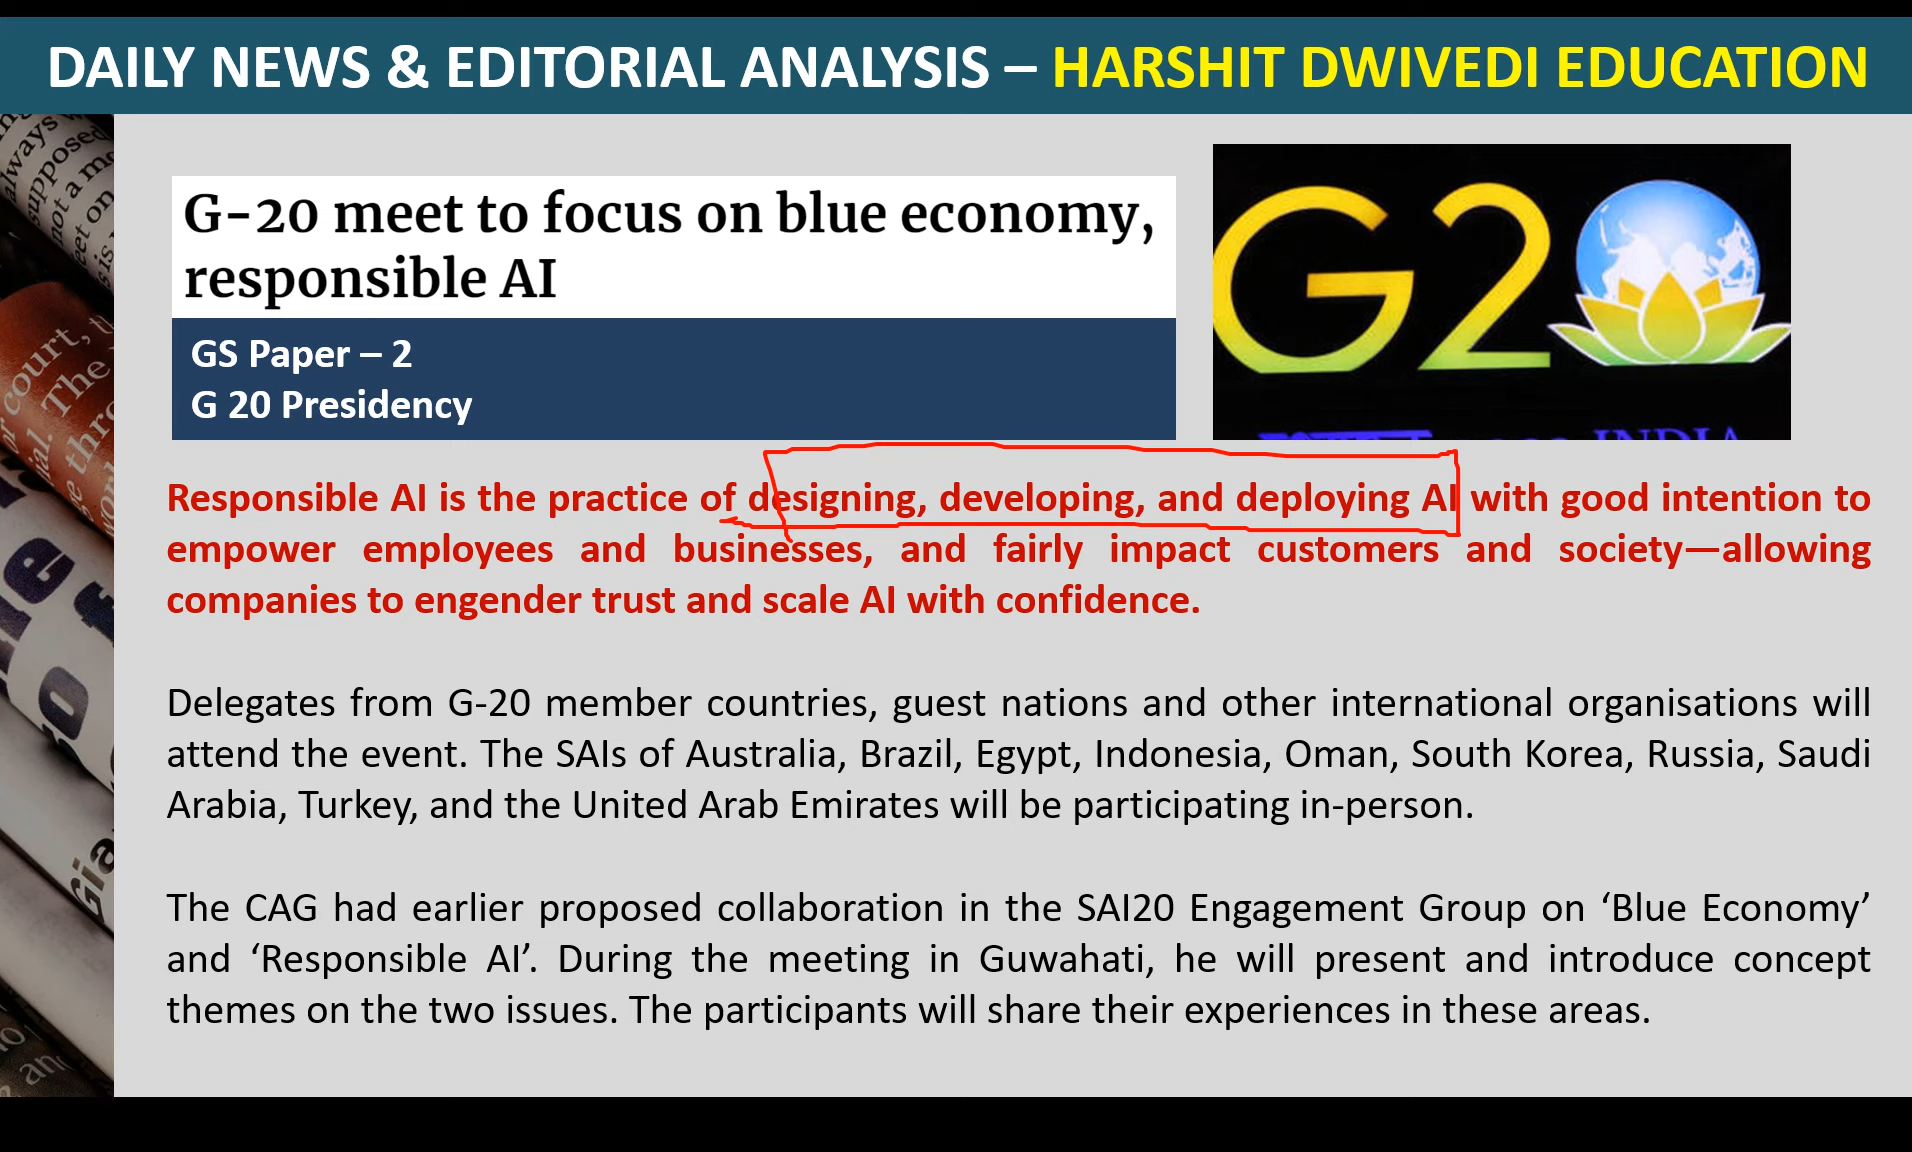 DAILY NEWS & EDITORIAL ANALYSIS – HARSHIT DWIVEDI EDUCATION
G-20 meet to focus on blue economy,
responsible AI
GS Paper – 2
G 20 Presidency
G20
INDIA
Responsible AI is the practice of designing, developing, and deploying AI with good intention to
empower employees and businesses, and fairly impact customers and society—allowing
companies to engender trust and scale AI with confidence.
Delegates from G-20 member countries, guest nations and other international organisations will
attend the event. The SAIs of Australia, Brazil, Egypt, Indonesia, Oman, South Korea, Russia, Saudi
Arabia, Turkey, and the United Arab Emirates will be participating in-person.
The CAG had earlier proposed collaboration in the SAI20 Engagement Group on ‘Blue Economy’
and ‘Responsible AI’. During the meeting in Guwahati, he will present and introduce concept
themes on the two issues. The participants will share their experiences in these areas.